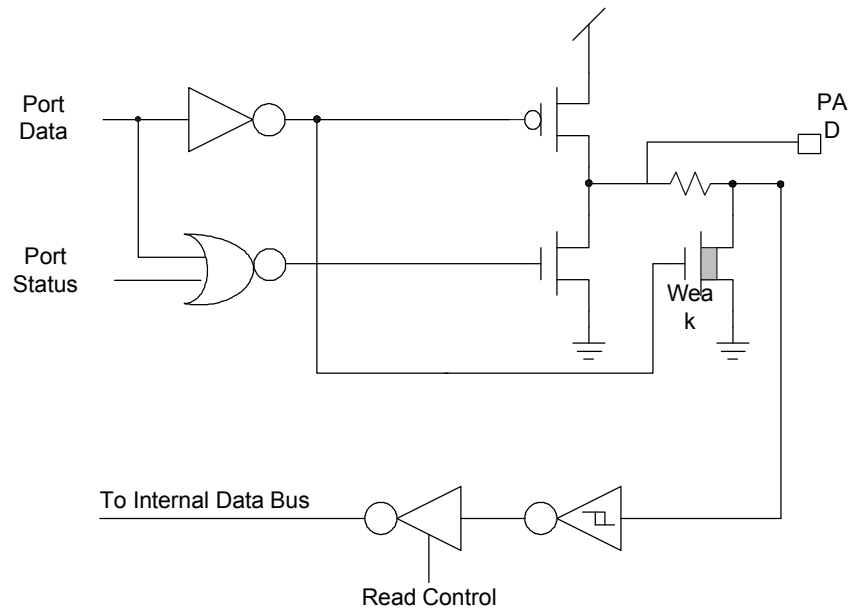 Port
Data
PA
D
Port
Status
Wea
k
To Internal Data Bus
Read Control